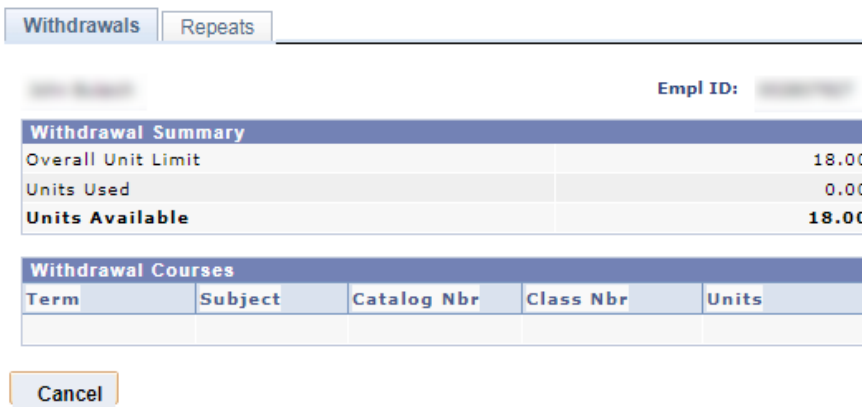 Withdrawals Repeats
Empl ID:
Withdrawal Summary
Overall Unit Limit 18.00
Units Used 0.00
Units Available 18.00
Withdrawal Courses
Term Subject Catalog Nbr Class Nbr Units
Cancel